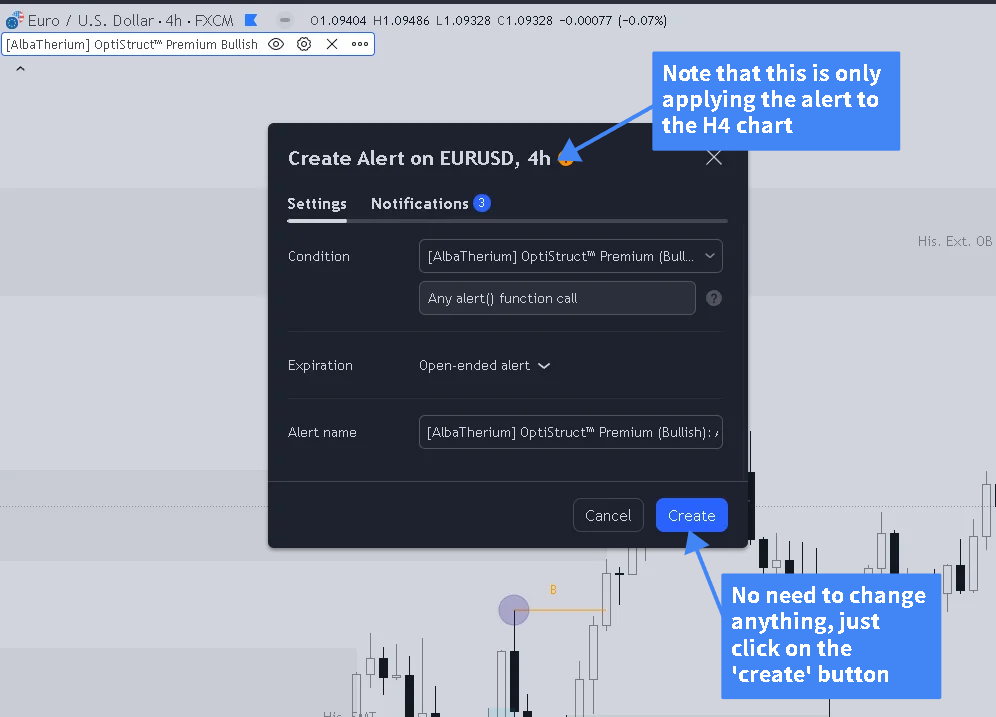 Euro / U.S. Dollar · 4h · FXCM O1.09404 H1.09486 L1.09328 C1.09328 -0.00077 (-0.07%)
[AlbaTherium] OptiStruct™ Premium Bullish
Note that this is only
applying the alert to
the H4 chart
Create Alert on EURUSD, 4h
Settings Notifications 3
His. Ext. OB
Condition [AlbaTherium] OptiStruct™ Premium (Bull...
Any alert() function call ?
Expiration Open-ended alert
Alert name [AlbaTherium] OptiStruct™ Premium (Bullish):
Cancel Create
B
No need to change
anything, just
click on the
'create' button